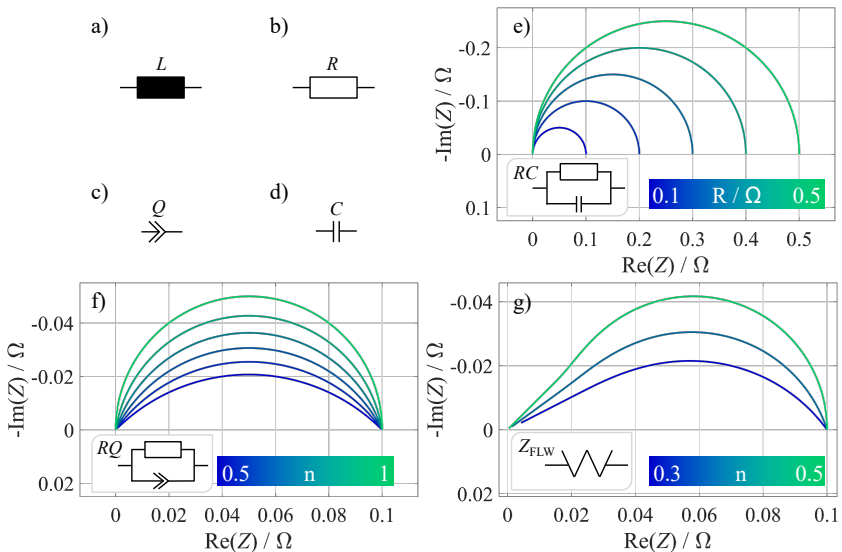 a)
L
b)
R
c)
Q
d)
C
e)
-Im(Z) / Ω
-0.2
-0.1
0
0.1
RC
0.1 R / Ω 0.5
0 0.1 0.2 0.3 0.4 0.5
Re(Z) / Ω
f)
-Im(Z) / Ω
-0.04
-0.02
0
0.02
RQ
0.5 n 1
0 0.02 0.04 0.06 0.08 0.1
Re(Z) / Ω
g)
-Im(Z) / Ω
-0.04
-0.02
0
0.02
Z_FLW
0.3 n 0.5
0 0.02 0.04 0.06 0.08 0.1
Re(Z) / Ω